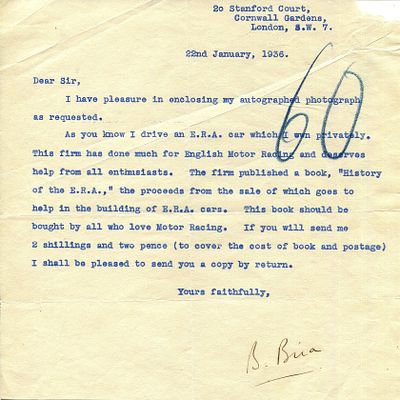 20 Stanford Court,
Cornwall Gardens,
London, S.W. 7.
22nd January, 1936.
Dear Sir,
I have pleasure in enclosing my autographed photograph
as requested.
As you know I drive an E.R.A. car which I own privately.
This firm has done much for English Motor Racing and deserves
help from all enthusiasts. The firm published a book, "History
of the E.R.A.," the proceeds from the sale of which goes to
help in the building of E.R.A. cars. This book should be
bought by all who love Motor Racing. If you will send me
2 shillings and two pence (to cover the cost of book and postage)
I shall be pleased to send you a copy by return.
Yours faithfully,
B. Bira
60